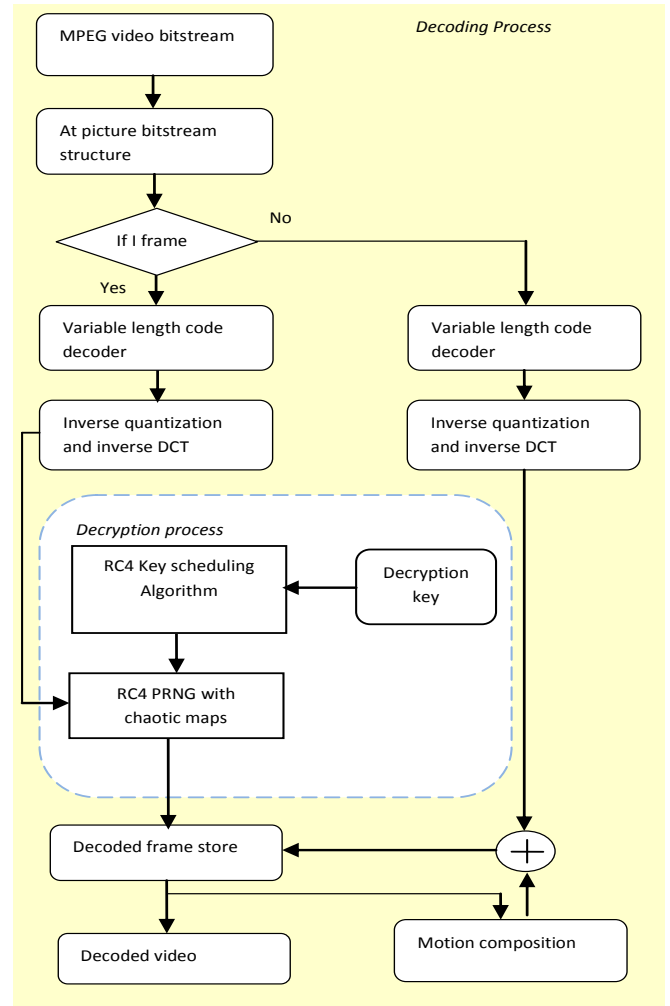 Decoding Process
MPEG video bitstream
At picture bitstream
structure
If I frame
No
Yes
Variable length code
decoder
Variable length code
decoder
Inverse quantization
and inverse DCT
Inverse quantization
and inverse DCT
Decryption process
RC4 Key scheduling
Algorithm
Decryption
key
RC4 PRNG with
chaotic maps
Decoded frame store
Decoded video
Motion composition